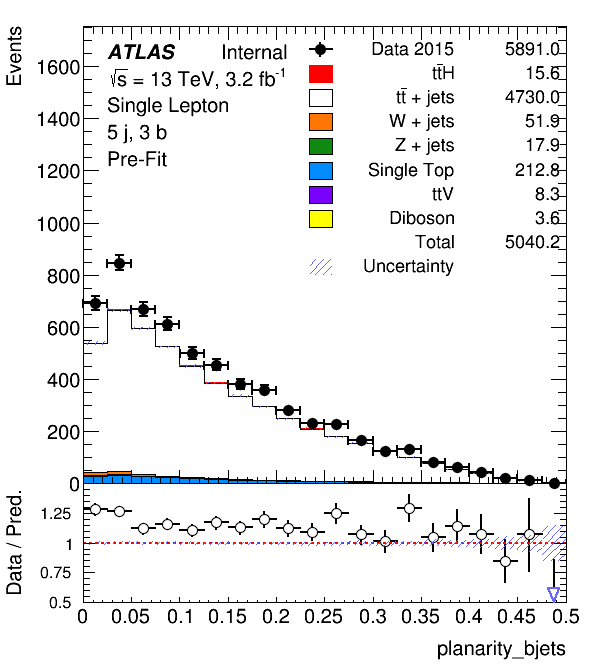 Events
ATLAS Internal
√s = 13 TeV, 3.2 fb⁻¹
Single Lepton
5 j, 3 b
Pre-Fit
Data 2015 5891.0
tt̄H 15.6
tt̄ + jets 4730.0
W + jets 51.9
Z + jets 17.9
Single Top 212.8
ttV 8.3
Diboson 3.6
Total 5040.2
Uncertainty
1600
1400
1200
1000
800
600
400
200
0
Data / Pred.
1.25
1
0.75
0.5
0 0.05 0.1 0.15 0.2 0.25 0.3 0.35 0.4 0.45 0.5
planarity_bjets